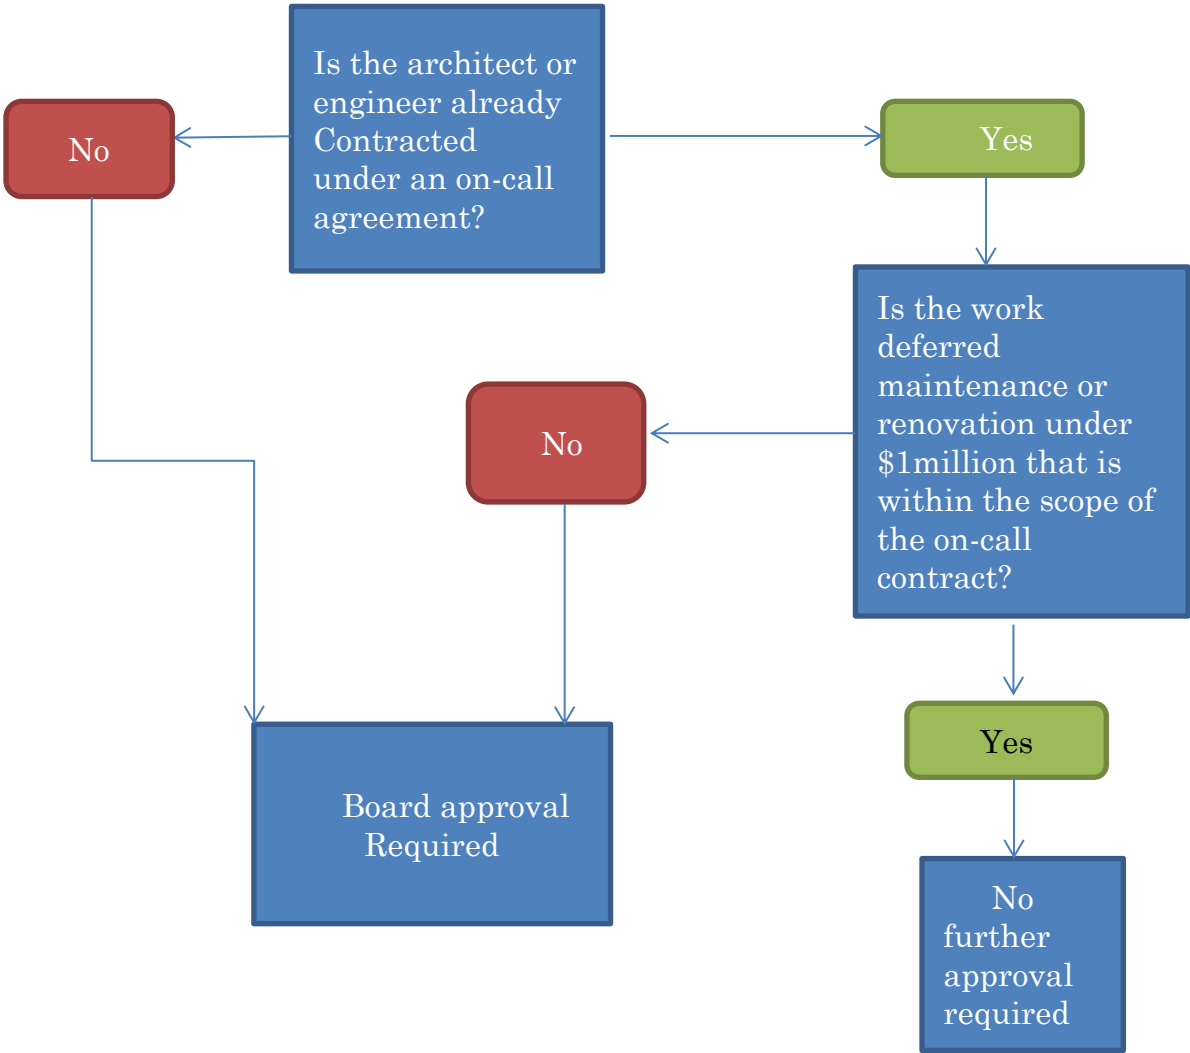 Is the architect or
engineer already
Contracted
under an on-call
agreement?
No
Yes
Is the work
deferred
maintenance or
renovation under
$1million that is
within the scope of
the on-call
contract?
No
Yes
Board approval
Required
No
further
approval
required